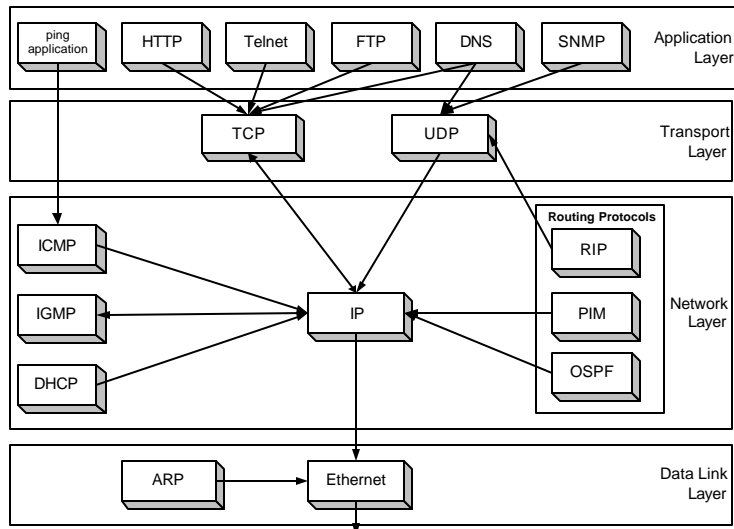 ping
application
HTTP
Telnet
FTP
DNS
SNMP
Application
Layer
TCP
UDP
Transport
Layer
Routing Protocols
ICMP
RIP
IGMP
IP
PIM
Network
Layer
DHCP
OSPF
ARP
Ethernet
Data Link
Layer